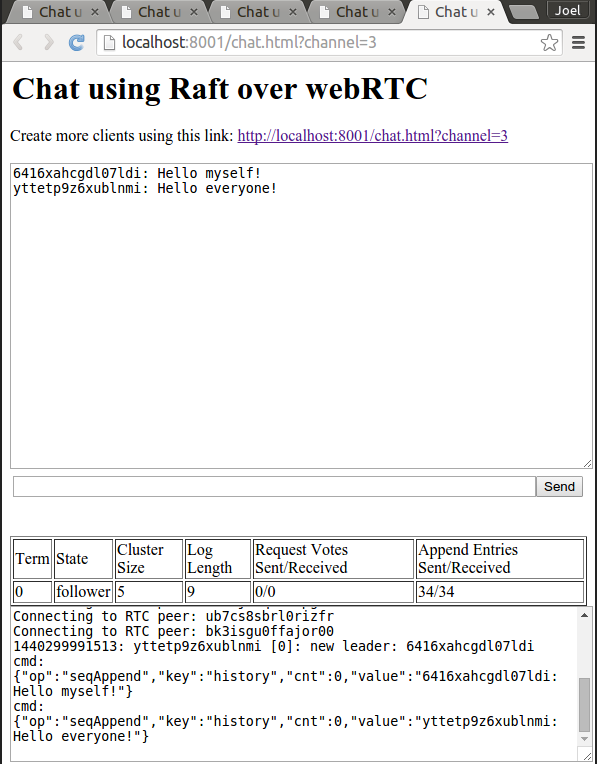 Chat u
Chat u
Chat u
Chat u
Chat u
Joel
localhost:8001/chat.html?channel=3
Chat using Raft over webRTC
Create more clients using this link: http://localhost:8001/chat.html?channel=3
6416xahcgdl07ldi: Hello myself!
yttetp9z6xublnmi: Hello everyone!
Send
Term State Cluster Size Log Length Request Votes Sent/Received Append Entries Sent/Received
0 follower 5 9 0/0 34/34
Connecting to RTC peer: ub7cs8sbrl0rizfr
Connecting to RTC peer: bk3isgu0ffajor00
1440299991513: yttetp9z6xublnmi [0]: new leader: 6416xahcgdl07ldi
cmd:
{"op":"seqAppend","key":"history","cnt":0,"value":"6416xahcgdl07ldi:
Hello myself!"}
cmd:
{"op":"seqAppend","key":"history","cnt":0,"value":"yttetp9z6xublnmi:
Hello everyone!"}